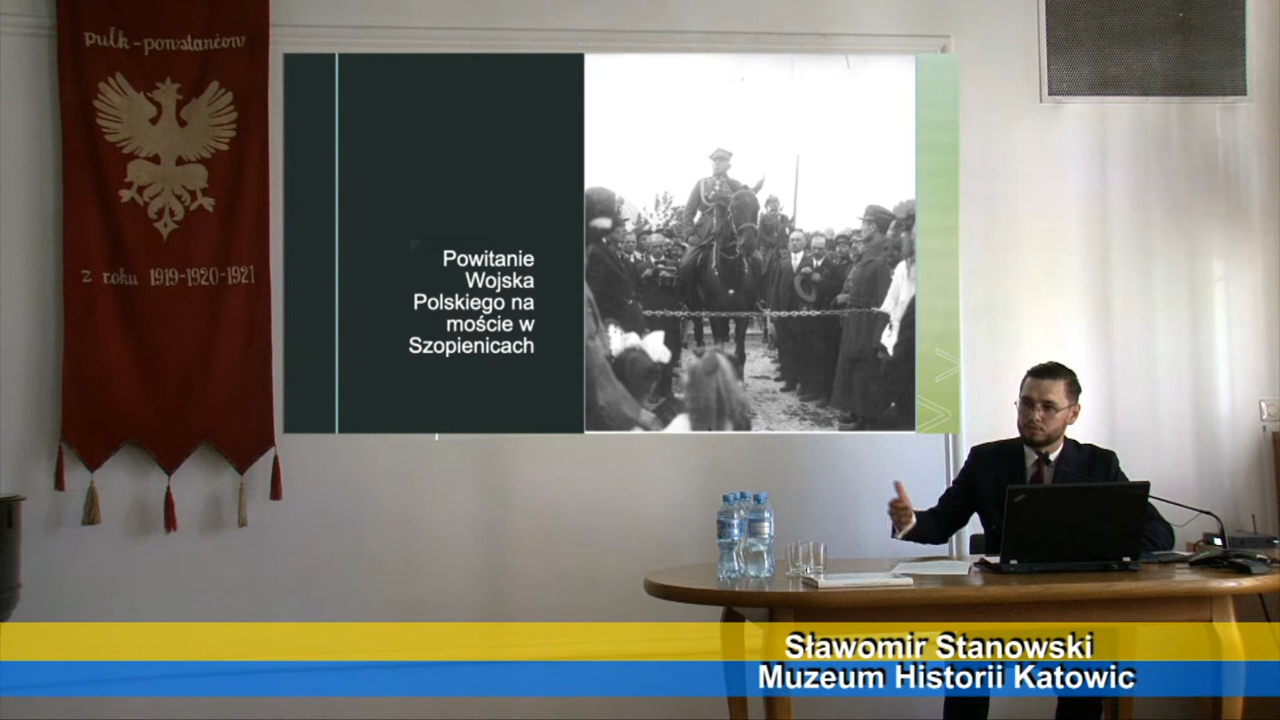 pułk-powstańców
z roku 1919-1920-1921
Powitanie
Wojska
Polskiego na
moście w
Szopienicach
Sławomir Stanowski
Muzeum Historii Katowic